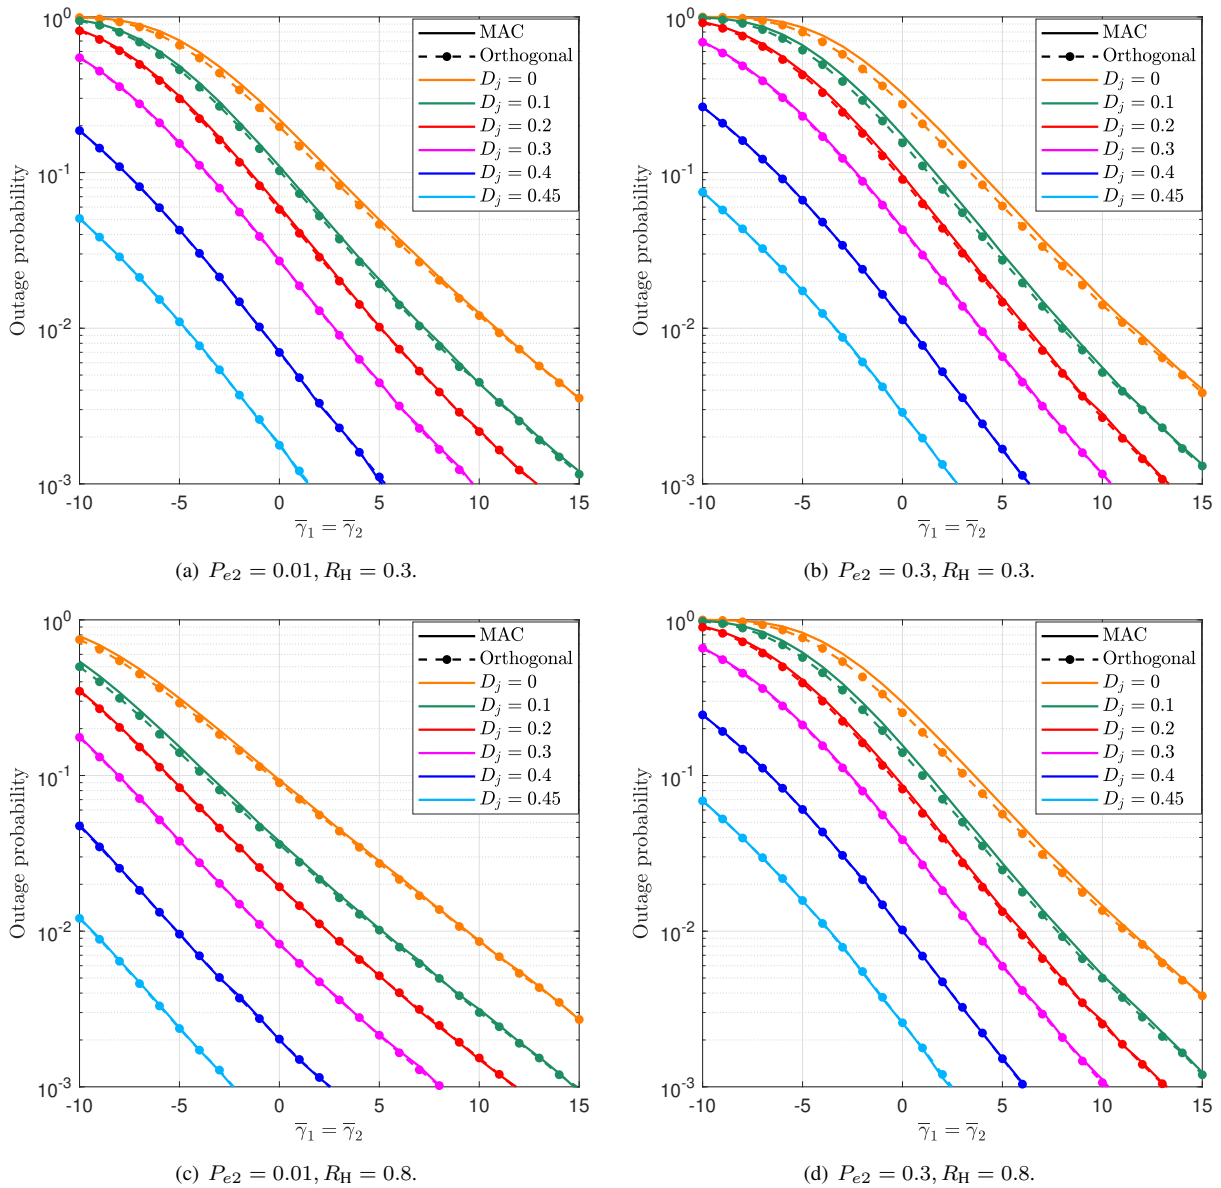 10^0
10^-1
10^-2
10^-3
Outage probability
-10 -5 0 5 10 15
γ̅_1 = γ̅_2
MAC
Orthogonal
D_j = 0
D_j = 0.1
D_j = 0.2
D_j = 0.3
D_j = 0.4
D_j = 0.45
(a) P_{e2} = 0.01, R_H = 0.3.
10^0
10^-1
10^-2
10^-3
Outage probability
-10 -5 0 5 10 15
γ̅_1 = γ̅_2
MAC
Orthogonal
D_j = 0
D_j = 0.1
D_j = 0.2
D_j = 0.3
D_j = 0.4
D_j = 0.45
(b) P_{e2} = 0.3, R_H = 0.3.
10^0
10^-1
10^-2
10^-3
Outage probability
-10 -5 0 5 10 15
γ̅_1 = γ̅_2
MAC
Orthogonal
D_j = 0
D_j = 0.1
D_j = 0.2
D_j = 0.3
D_j = 0.4
D_j = 0.45
(c) P_{e2} = 0.01, R_H = 0.8.
10^0
10^-1
10^-2
10^-3
Outage probability
-10 -5 0 5 10 15
γ̅_1 = γ̅_2
MAC
Orthogonal
D_j = 0
D_j = 0.1
D_j = 0.2
D_j = 0.3
D_j = 0.4
D_j = 0.45
(d) P_{e2} = 0.3, R_H = 0.8.